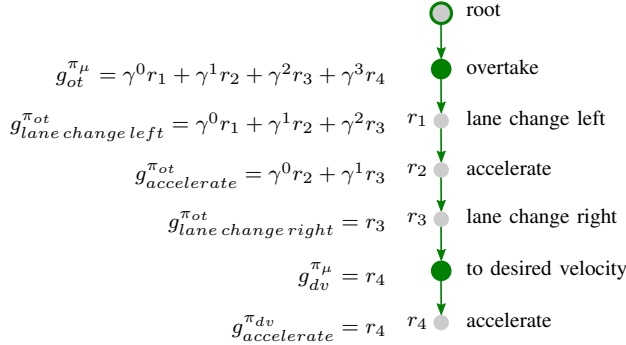 root
g_{ot}^{π_μ} = γ^0 r_1 + γ^1 r_2 + γ^2 r_3 + γ^3 r_4 overtake
g_{lane change left}^{π_{ot}} = γ^0 r_1 + γ^1 r_2 + γ^2 r_3 r_1 lane change left
g_{accelerate}^{π_{ot}} = γ^0 r_2 + γ^1 r_3 r_2 accelerate
g_{lane change right}^{π_{ot}} = r_3 r_3 lane change right
g_{dv}^{π_μ} = r_4 to desired velocity
g_{accelerate}^{π_{dv}} = r_4 r_4 accelerate